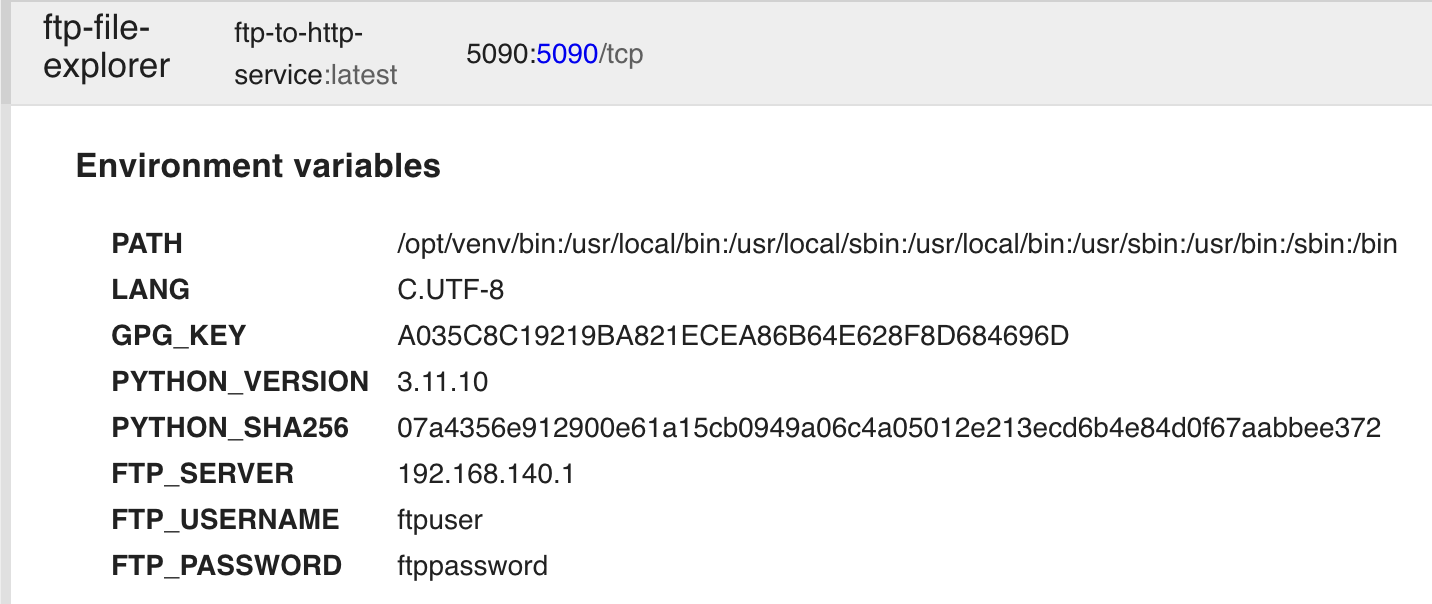 ftp-file-
explorer
ftp-to-http-
service:latest
5090:5090/tcp
Environment variables
PATH /opt/venv/bin:/usr/local/bin:/usr/local/sbin:/usr/local/bin:/usr/sbin:/usr/bin:/sbin:/bin
LANG C.UTF-8
GPG_KEY A035C8C19219BA821ECEA86B64E628F8D684696D
PYTHON_VERSION 3.11.10
PYTHON_SHA256 07a4356e912900e61a15cb0949a06c4a05012e213ecd6b4e84d0f67aabbee372
FTP_SERVER 192.168.140.1
FTP_USERNAME ftpuser
FTP_PASSWORD ftppassword